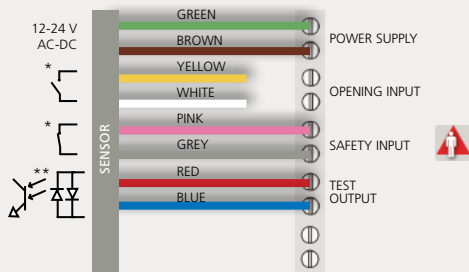 12-24 V
AC-DC
*
*
**
SENSOR
GREEN
BROWN
YELLOW
WHITE
PINK
GREY
RED
BLUE
POWER SUPPLY
OPENING INPUT
SAFETY INPUT
TEST
OUTPUT